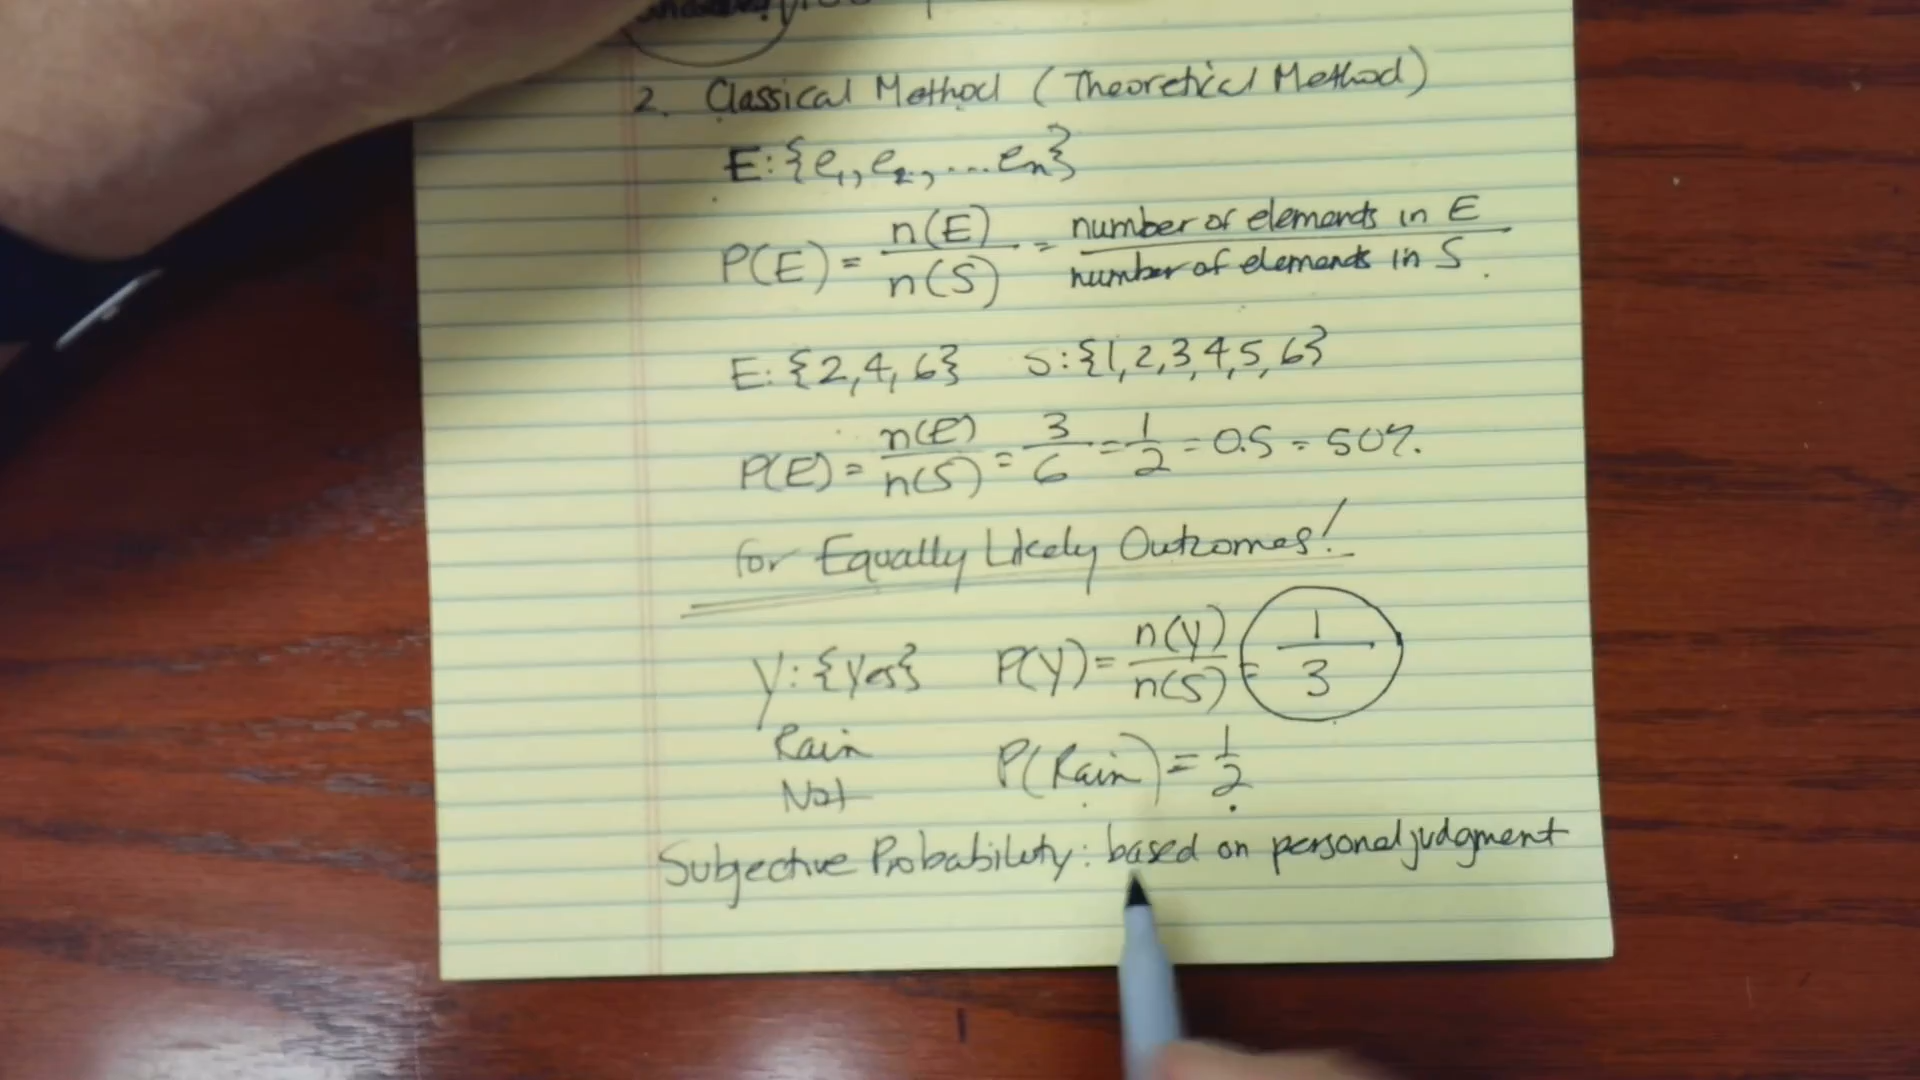 2. Classical Method (Theoretical Method)
E: {e₁, e₂, ... eₙ}
P(E) = n(E) / n(S) = number of elements in E / number of elements in S.
E: {2, 4, 6} S: {1, 2, 3, 4, 5, 6}
P(E) = n(E) / n(S) = 3/6 = 1/2 = 0.5 = 50%.
for Equally Likely Outcomes!
Y: {Yes} P(Y) = n(Y) / n(S) = 1/3
Rain P(Rain) = 1/2
Not
Subjective Probability: based on personal judgment